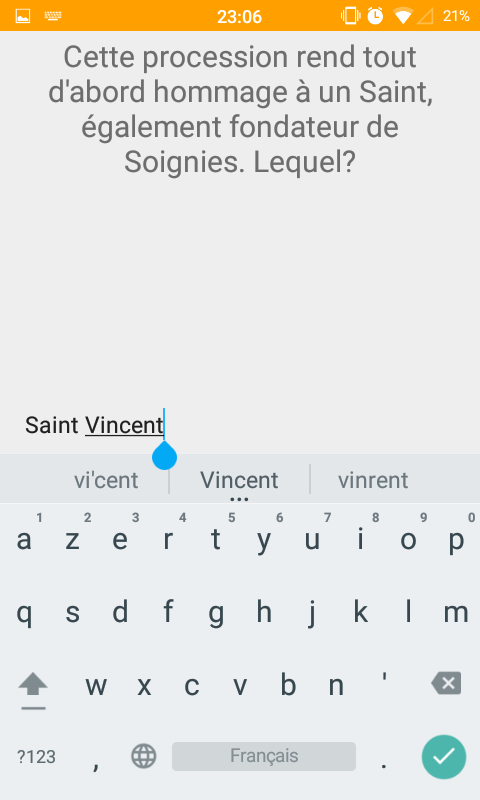 23:06 21%
Cette procession rend tout
d'abord hommage à un Saint,
également fondateur de
Soignies. Lequel?
Saint Vincent
vi'cent Vincent vinrent
1 2 3 4 5 6 7 8 9 0
a z e r t y u i o p
q s d f g h j k l m
w x c v b n '
?123 , Français .